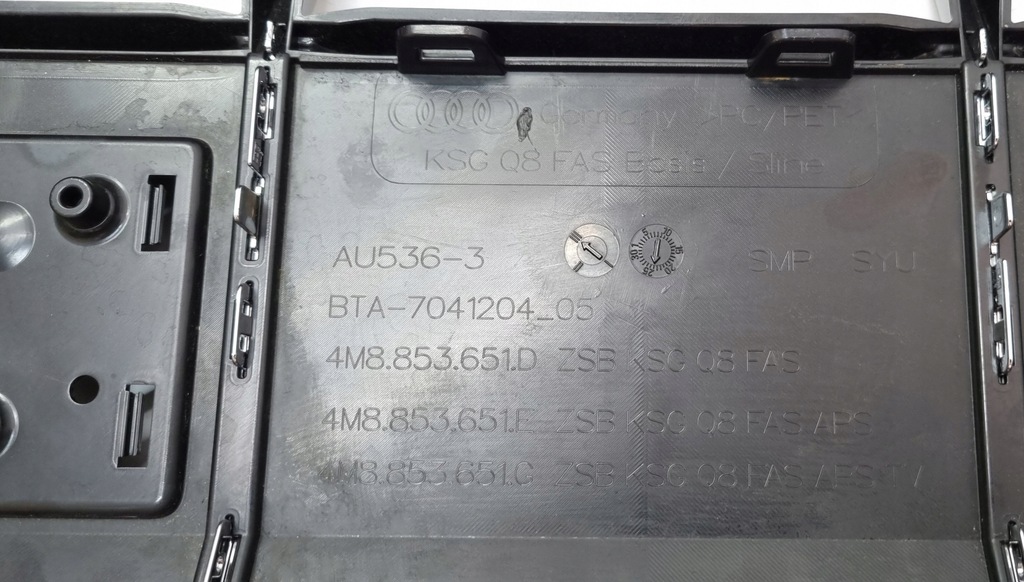 Germany >PC/PET<
KSG Q8 FAS Basis / Sline
AU536-3
SMP SYU
BTA-7041204_05
4M8.853.651.D ZSB KSG Q8 FAS
4M8.853.651.E ZSB KSG Q8 FAS APS
4M8.853.651.G ZSB KSG Q8 FAS